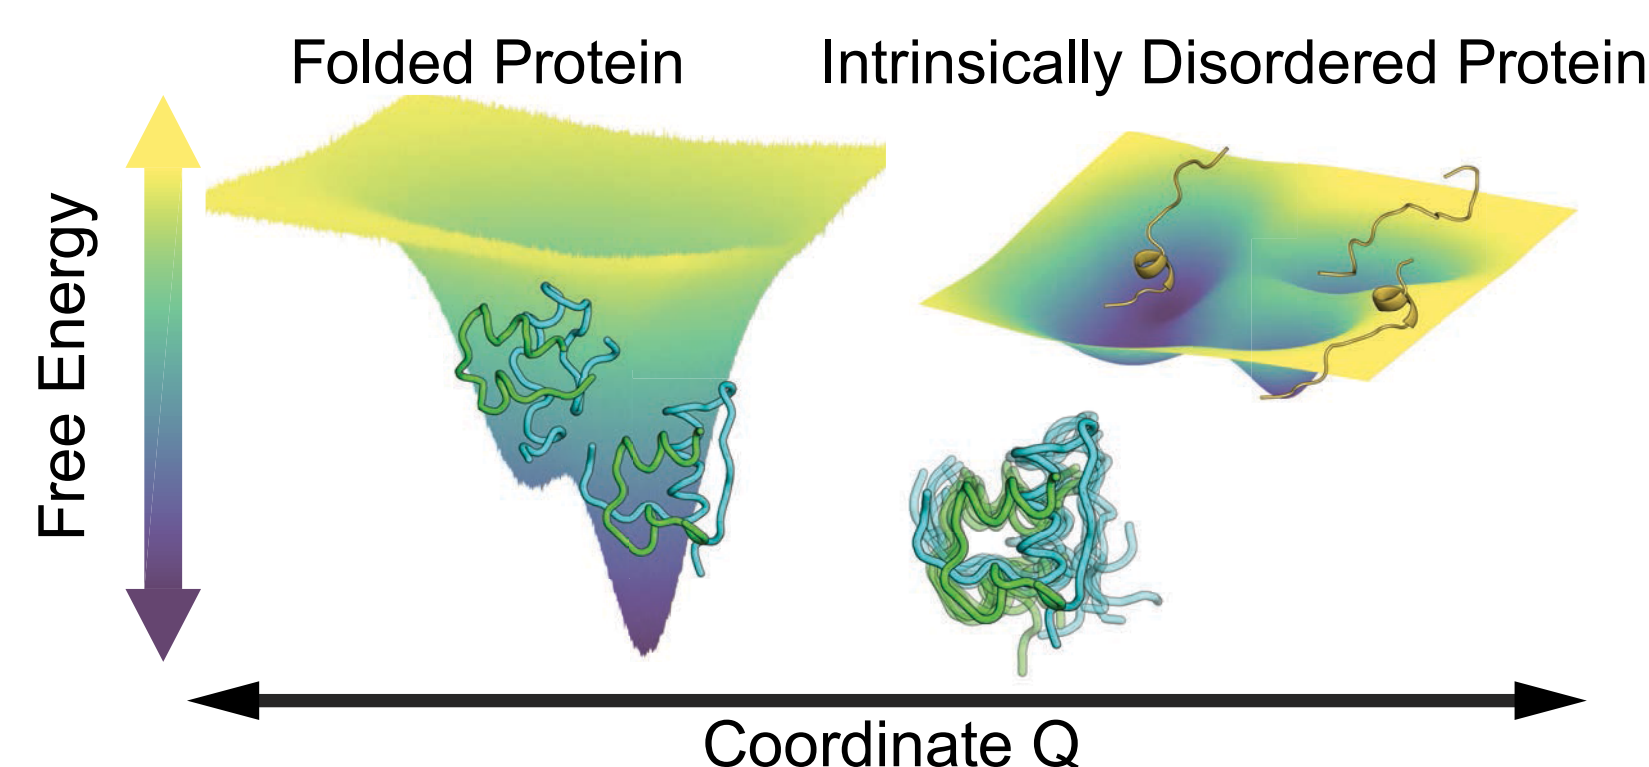 Folded Protein
Intrinsically Disordered Protein
Free Energy
Coordinate Q